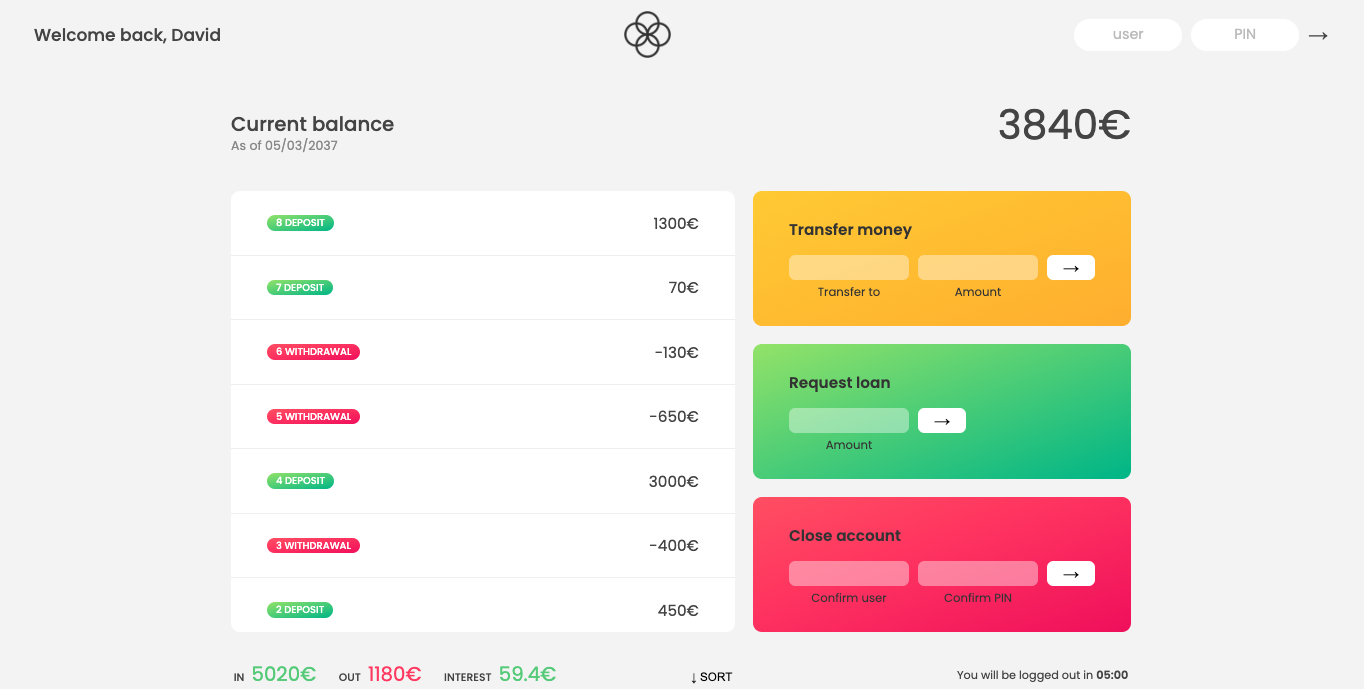 Welcome back, David
user
PIN
→
Current balance
As of 05/03/2037
3840€
8 DEPOSIT 1300€
7 DEPOSIT 70€
6 WITHDRAWAL -130€
5 WITHDRAWAL -650€
4 DEPOSIT 3000€
3 WITHDRAWAL -400€
2 DEPOSIT 450€
Transfer money
→
Transfer to Amount
Request loan
→
Amount
Close account
→
Confirm user Confirm PIN
IN 5020€ OUT 1180€ INTEREST 59.4€ ↓ SORT
You will be logged out in 05:00